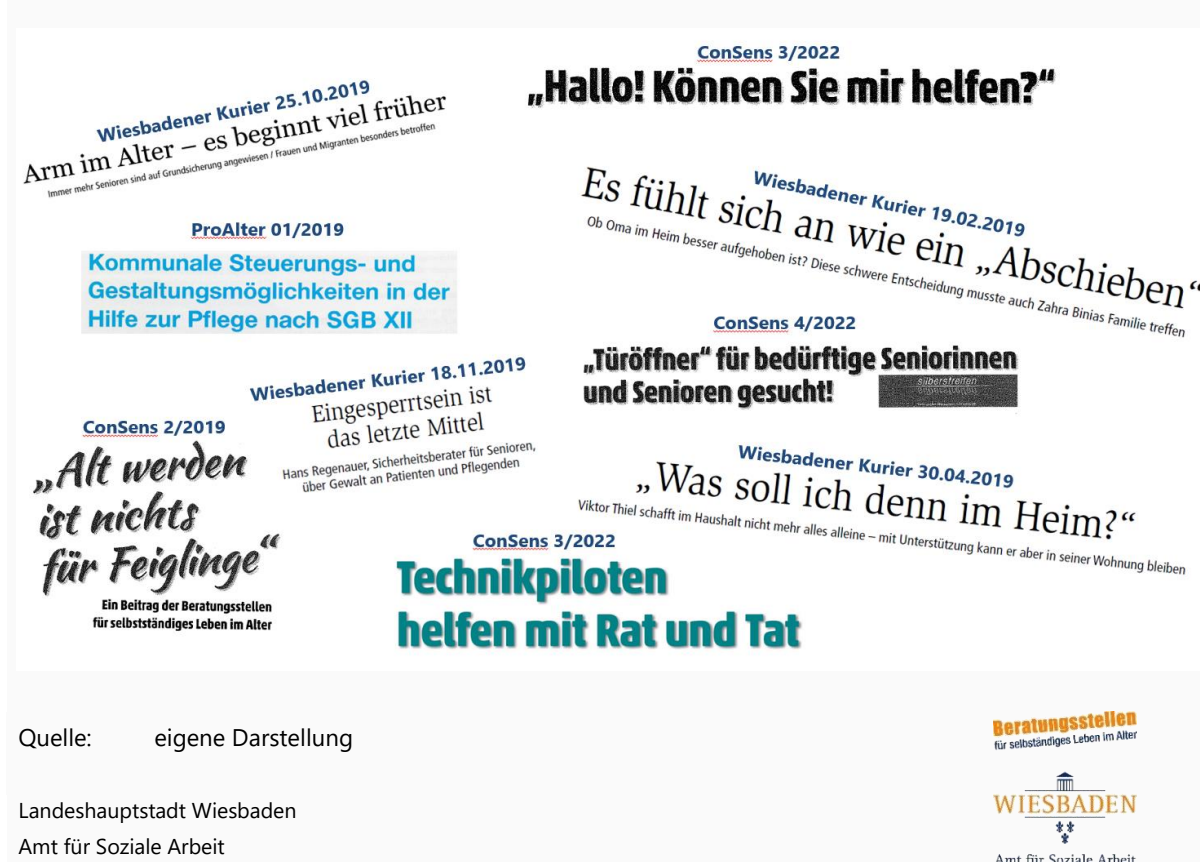 ConSens 3/2022
„Hallo! Können Sie mir helfen?“
Wiesbadener Kurier 25.10.2019
Arm im Alter – es beginnt viel früher
Immer mehr Senioren sind auf Grundsicherung angewiesen / Frauen und Migranten besonders betroffen
Wiesbadener Kurier 19.02.2019
Es fühlt sich an wie ein „Abschieben“
Ob Oma im Heim besser aufgehoben ist? Diese schwere Entscheidung musste auch Zahra Binias Familie treffen
ProAlter 01/2019
Kommunale Steuerungs- und
Gestaltungsmöglichkeiten in der
Hilfe zur Pflege nach SGB XII
ConSens 4/2022
„Türöffner“ für bedürftige Seniorinnen
und Senioren gesucht!
silberstreifen
Wiesbadener Kurier 18.11.2019
Eingesperrtsein ist
das letzte Mittel
Hans Regenauer, Sicherheitsberater für Senioren,
über Gewalt an Patienten und Pflegenden
ConSens 2/2019
„Alt werden
ist nichts
für Feiglinge“
Ein Beitrag der Beratungsstellen
für selbstständiges Leben im Alter
Wiesbadener Kurier 30.04.2019
„Was soll ich denn im Heim?“
Viktor Thiel schafft im Haushalt nicht mehr alles alleine – mit Unterstützung kann er aber in seiner Wohnung bleiben
ConSens 3/2022
Technikpiloten
helfen mit Rat und Tat
Quelle: eigene Darstellung
Landeshauptstadt Wiesbaden
Amt für Soziale Arbeit
Beratungsstellen
für selbständiges Leben im Alter
WIESBADEN
Amt für Soziale Arbeit